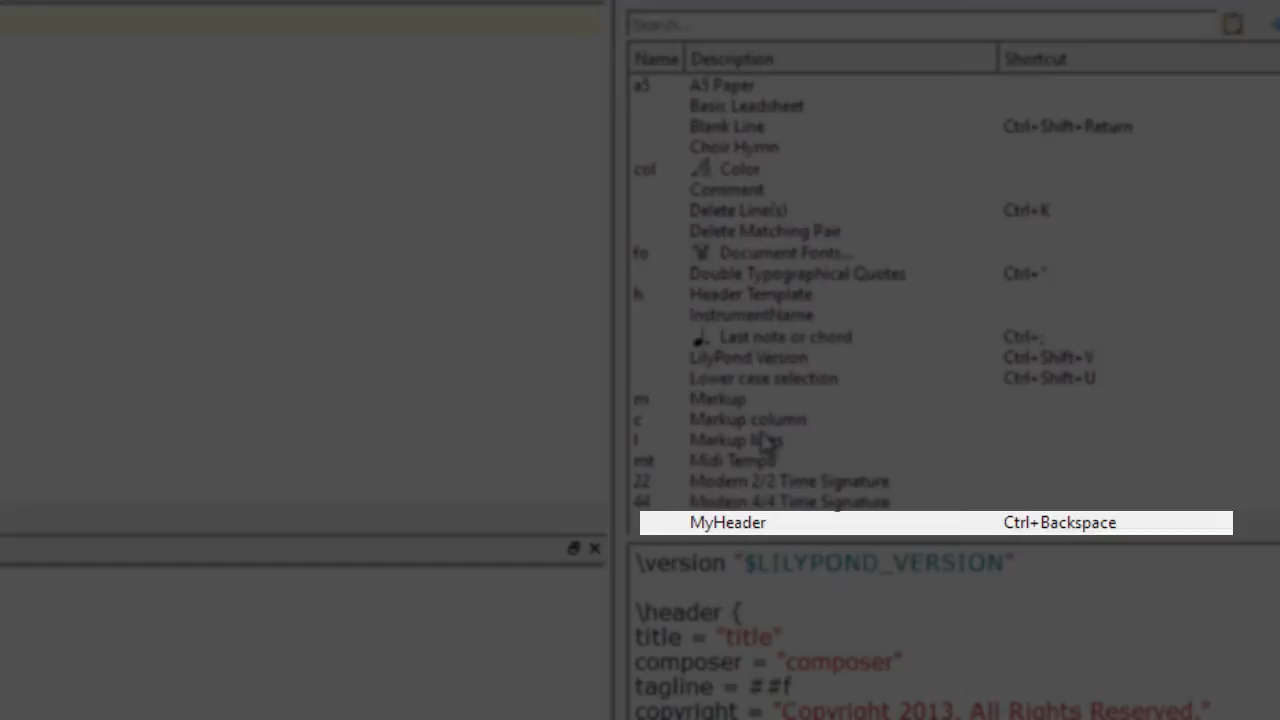 Search...
Name Description Shortcut
a5 A5 Paper
Basic Leadsheet
Blank Line Ctrl+Shift+Return
Choir Hymn
col Color
Comment
Delete Line(s) Ctrl+K
Delete Matching Pair
fo Document Fonts...
Double Typographical Quotes Ctrl+"
h Header Template
InstrumentName
Last note or chord Ctrl+;
LilyPond Version Ctrl+Shift+V
Lower case selection Ctrl+Shift+U
m Markup
c Markup column
l Markup lines
mt Midi Tempo
22 Modern 2/2 Time Signature
44 Modern 4/4 Time Signature
MyHeader Ctrl+Backspace
\version "$LILYPOND_VERSION"
\header {
title = "title"
composer = "composer"
tagline = ##f
copyright = "Copyright 2013. All Rights Reserved."